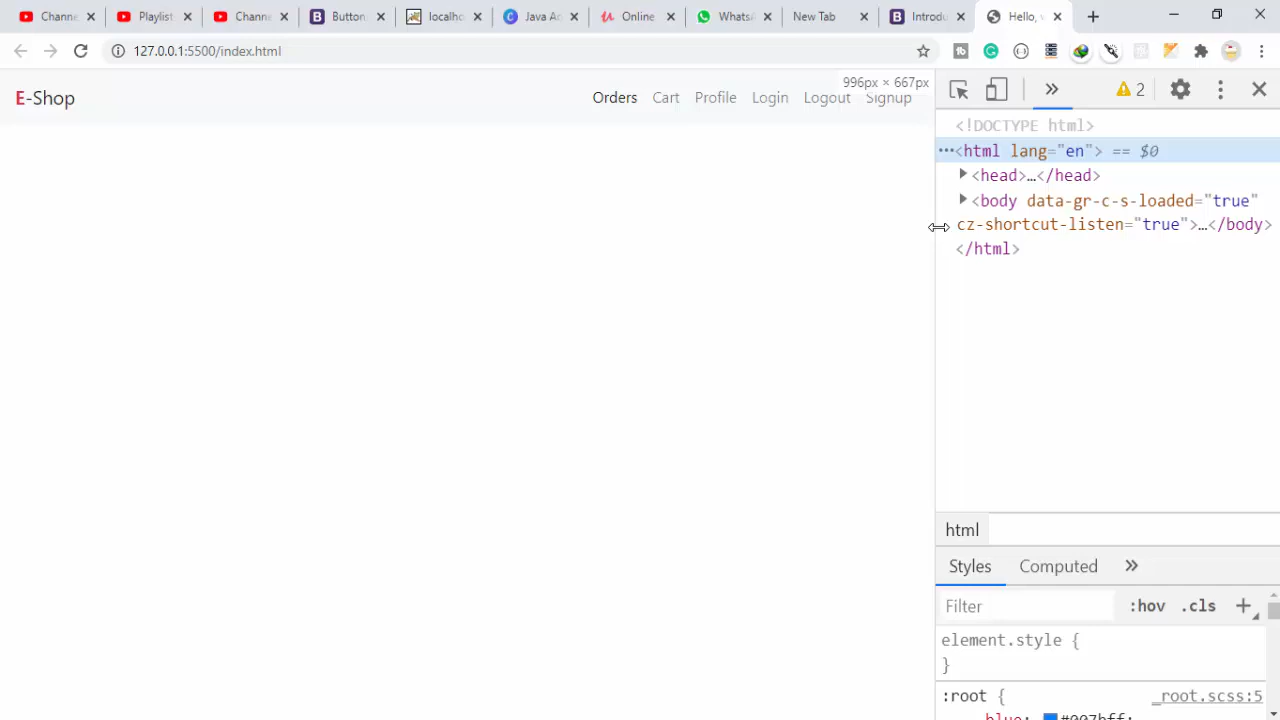 Channe Playlist Channe Button localho Java Ad Online WhatsA New Tab Introdu Hello, w
127.0.0.1:5500/index.html
E-Shop Orders Cart Profile Login Logout Signup
996px × 667px
2
<!DOCTYPE html>
<html lang="en"> == $0
<head>…</head>
<body data-gr-c-s-loaded="true"
cz-shortcut-listen="true">…</body>
</html>
html
Styles Computed
Filter :hov .cls
element.style {
}
:root { _root.scss:5
blue: #007bff;